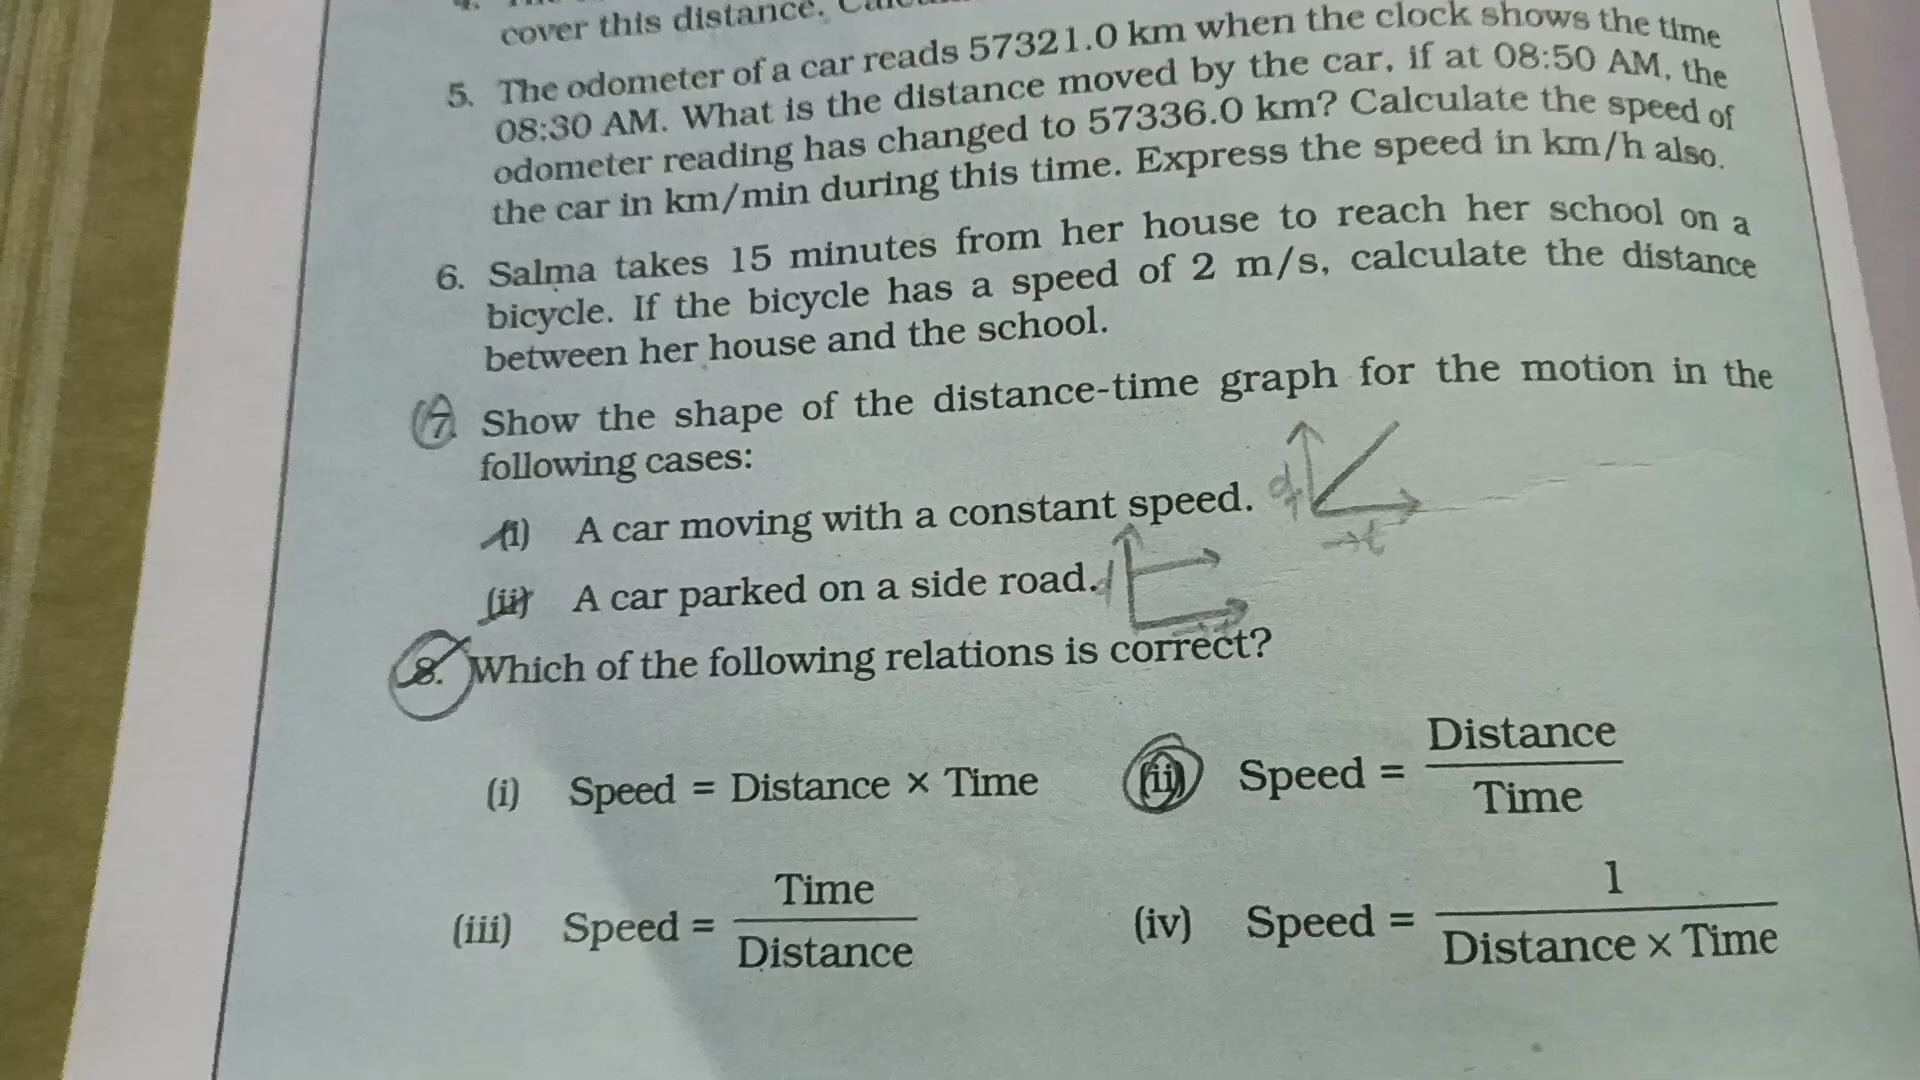 cover this distance.
5. The odometer of a car reads 57321.0 km when the clock shows the time
08:30 AM. What is the distance moved by the car, if at 08:50 AM, the
odometer reading has changed to 57336.0 km? Calculate the speed of
the car in km/min during this time. Express the speed in km/h also.
6. Salma takes 15 minutes from her house to reach her school on a
bicycle. If the bicycle has a speed of 2 m/s, calculate the distance
between her house and the school.
7. Show the shape of the distance-time graph for the motion in the
following cases:
(i) A car moving with a constant speed. d
→t
(ii) A car parked on a side road. d
8. Which of the following relations is correct?
(i) Speed = Distance × Time (ii) Speed = Distance / Time
(iii) Speed = Time / Distance (iv) Speed = 1 / Distance × Time